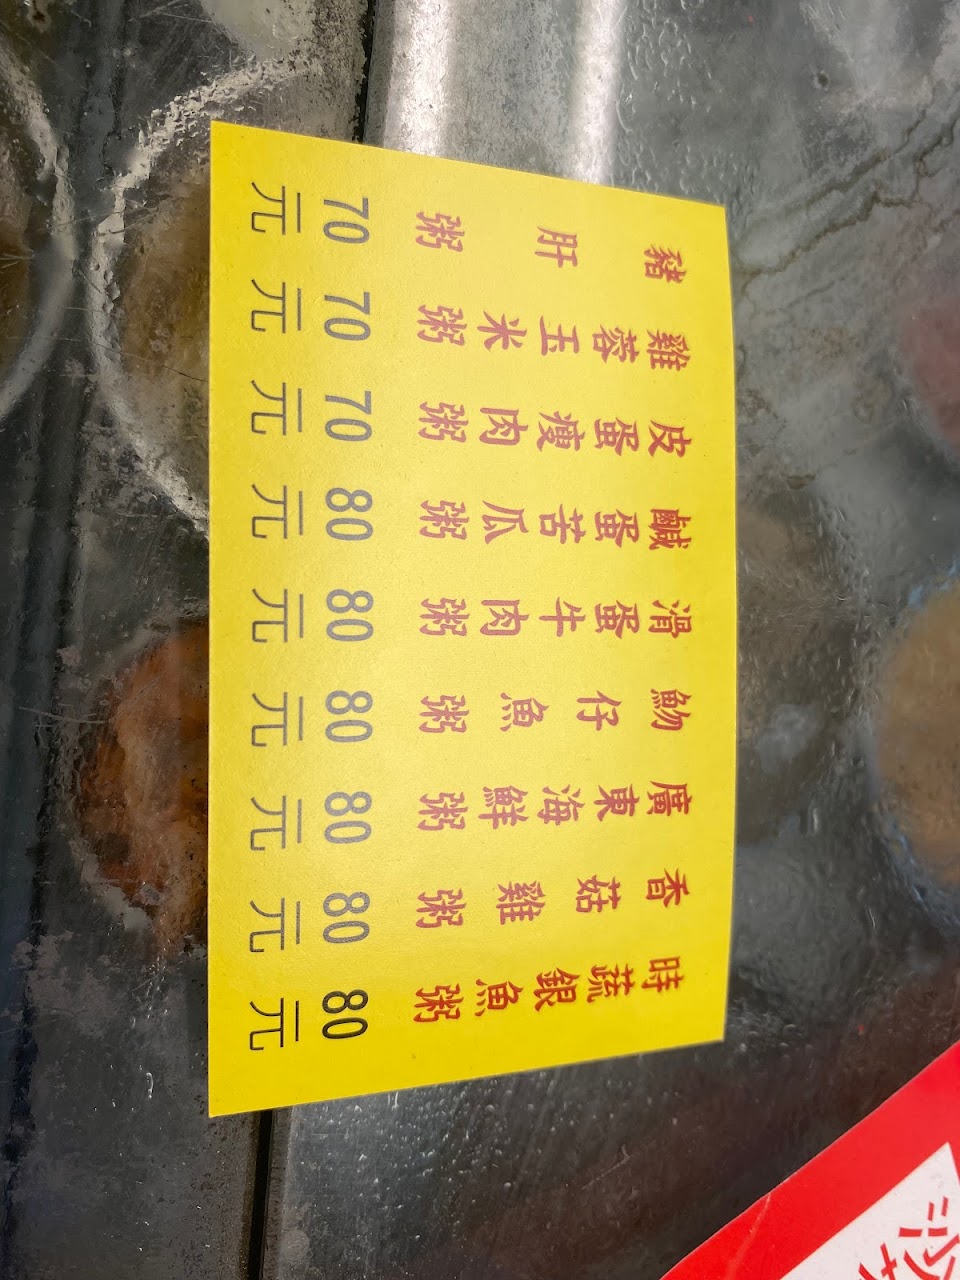 時蔬銀魚粥 80元
香菇雞粥 80元
廣東海鮮粥 80元
魩仔魚粥 80元
滑蛋牛肉粥 80元
鹹蛋苦瓜粥 80元
皮蛋瘦肉粥 70元
雞蓉玉米粥 70元
豬肝粥 70元
沙